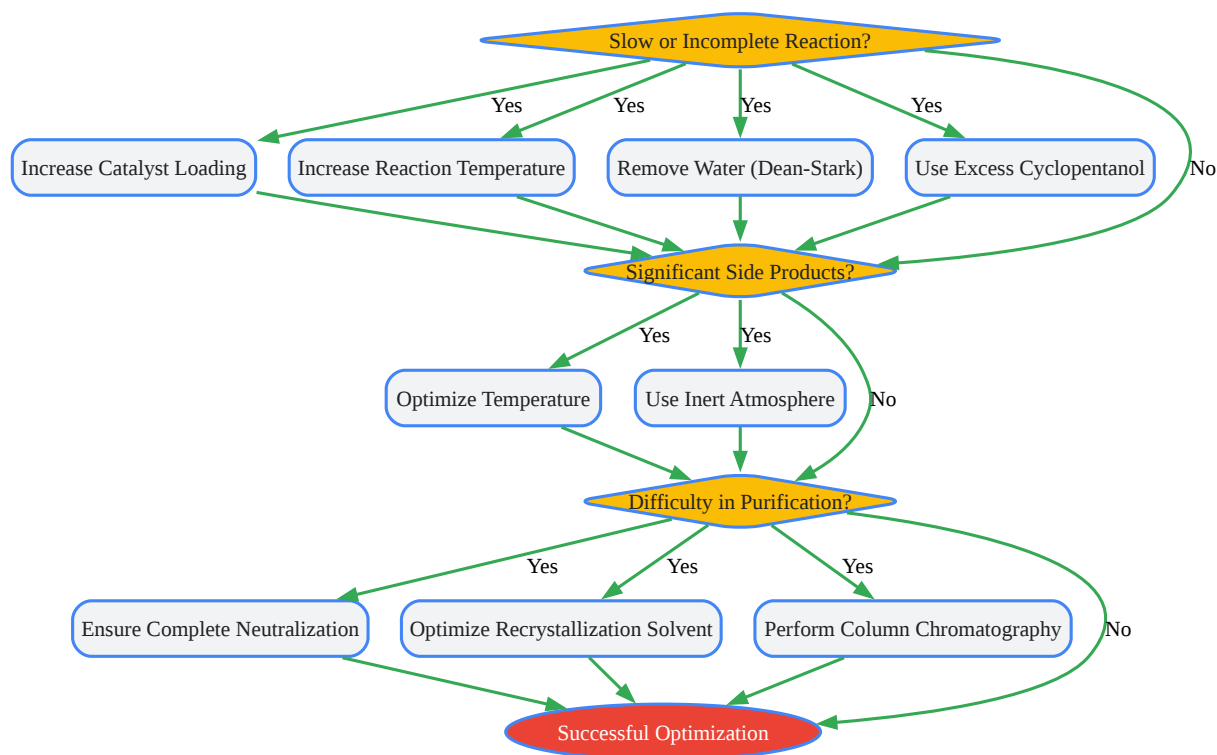 Slow or Incomplete Reaction?
Yes
Yes
Yes
Yes
Increase Catalyst Loading
Increase Reaction Temperature
Remove Water (Dean-Stark)
Use Excess Cyclopentanol
No
Significant Side Products?
Yes
Yes
Optimize Temperature
Use Inert Atmosphere
No
Difficulty in Purification?
Yes
Yes
Yes
Ensure Complete Neutralization
Optimize Recrystallization Solvent
Perform Column Chromatography
No
Successful Optimization